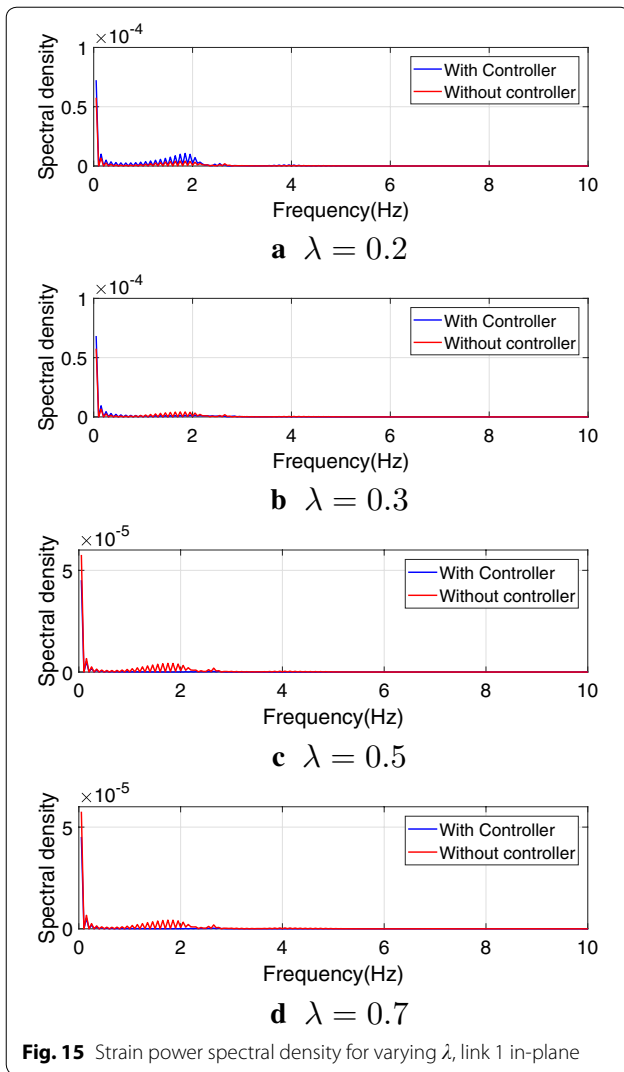 ×10⁻⁴
1
0.5
0
Spectral density
With Controller
Without controller
0 2 4 6 8 10
Frequency(Hz)
a λ = 0.2
×10⁻⁴
1
0.5
0
Spectral density
With Controller
Without controller
0 2 4 6 8 10
Frequency(Hz)
b λ = 0.3
×10⁻⁵
5
0
Spectral density
With Controller
Without controller
0 2 4 6 8 10
Frequency(Hz)
c λ = 0.5
×10⁻⁵
5
0
Spectral density
With Controller
Without controller
0 2 4 6 8 10
Frequency(Hz)
d λ = 0.7
Fig. 15 Strain power spectral density for varying λ, link 1 in-plane